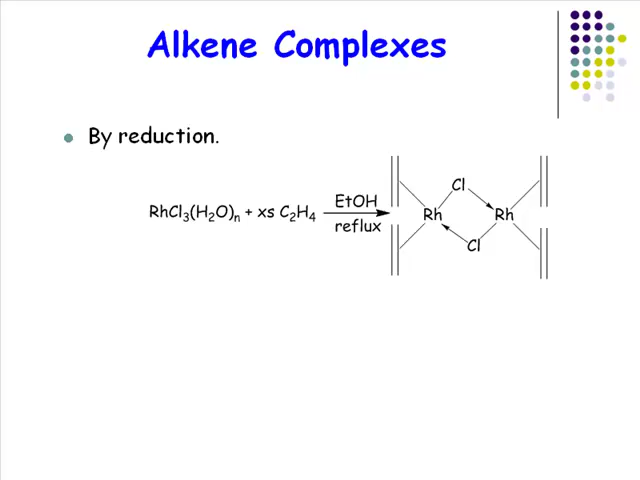 Alkene Complexes
By reduction.
RhCl₃(H₂O)ₙ + xs C₂H₄
EtOH
reflux
Cl
Rh
Rh
Cl